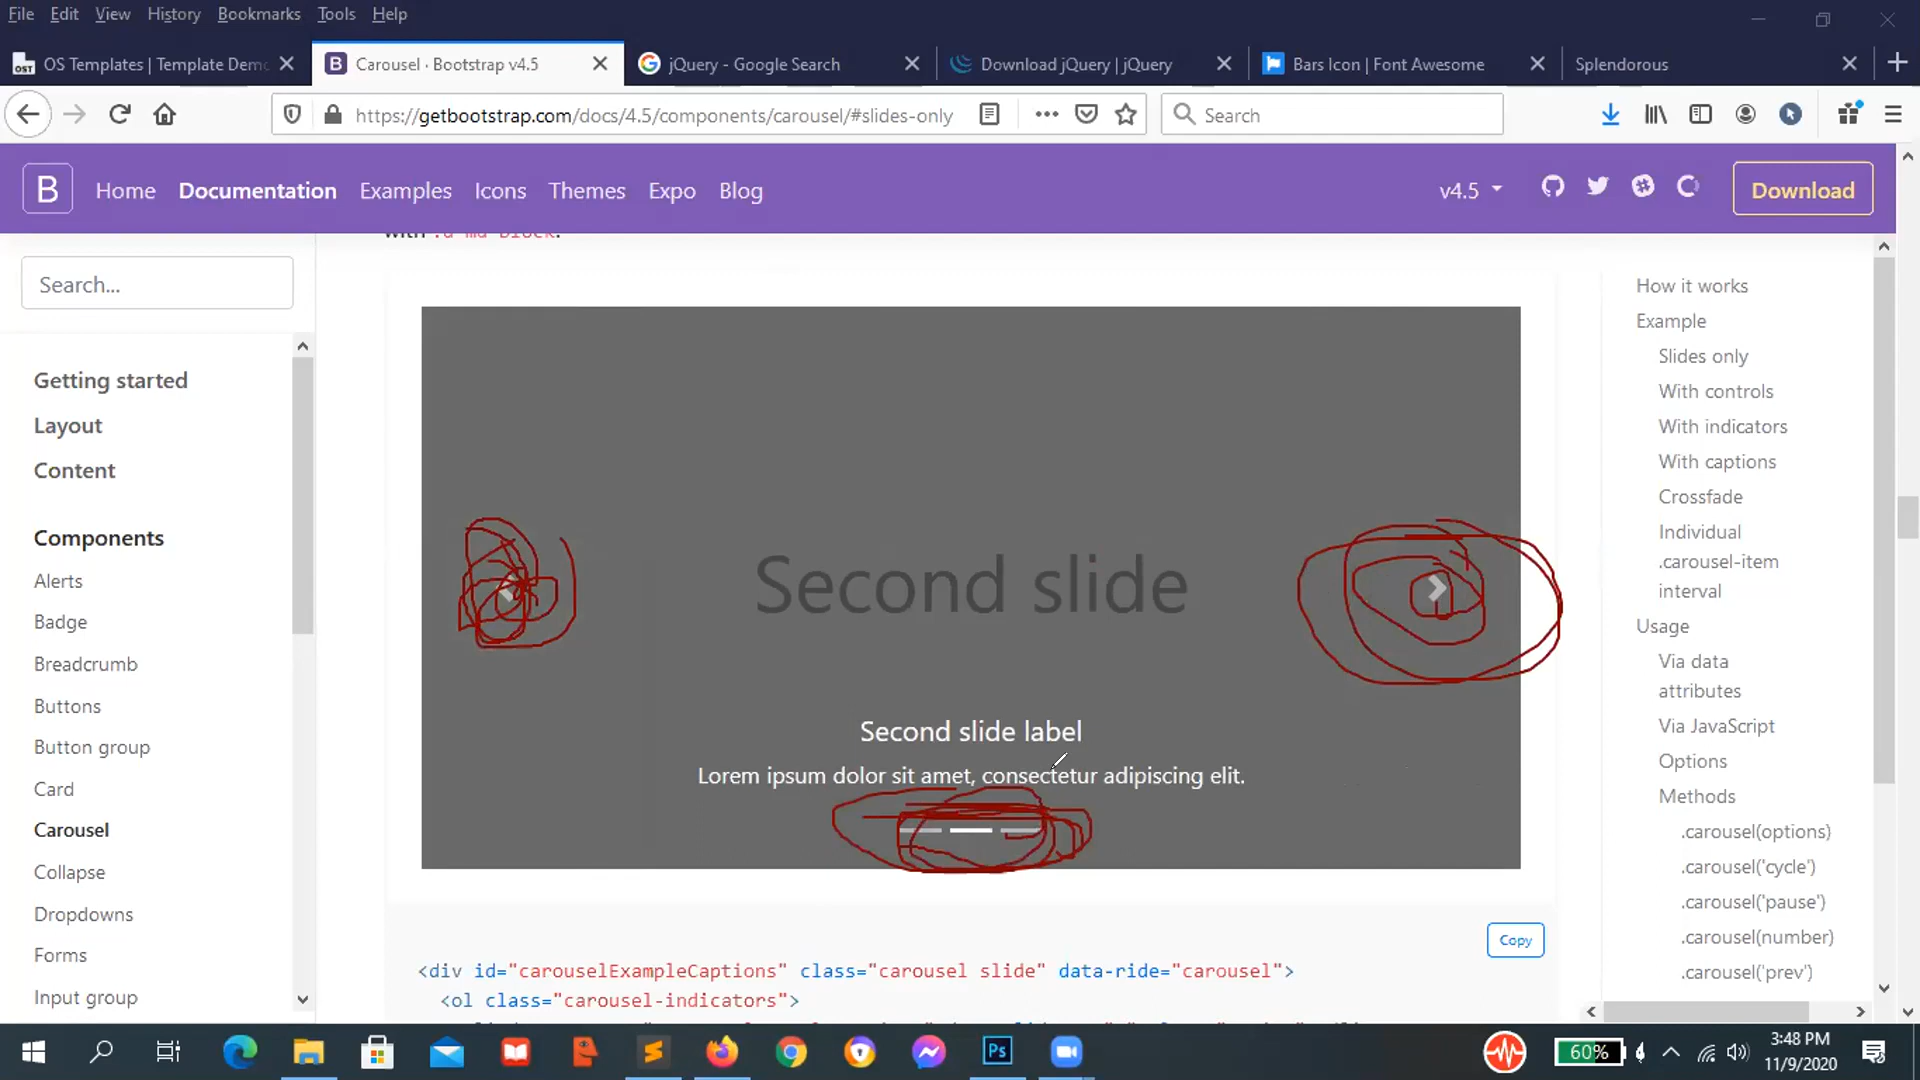 File Edit View History Bookmarks Tools Help
OST OS Templates | Template Demo
Carousel · Bootstrap v4.5
jQuery - Google Search
Download jQuery | jQuery
Bars Icon | Font Awesome
Splendorous
https://getbootstrap.com/docs/4.5/components/carousel/#slides-only
Search
B Home Documentation Examples Icons Themes Expo Blog v4.5 Download
Search...
Getting started
Layout
Content
Components
Alerts
Badge
Breadcrumb
Buttons
Button group
Card
Carousel
Collapse
Dropdowns
Forms
Input group
Second slide
Second slide label
Lorem ipsum dolor sit amet, consectetur adipiscing elit.
Copy
<div id="carouselExampleCaptions" class="carousel slide" data-ride="carousel">
<ol class="carousel-indicators">
How it works
Example
Slides only
With controls
With indicators
With captions
Crossfade
Individual
.carousel-item
interval
Usage
Via data
attributes
Via JavaScript
Options
Methods
.carousel(options)
.carousel('cycle')
.carousel('pause')
.carousel(number)
.carousel('prev')
Ps
60%
3:48 PM
11/9/2020